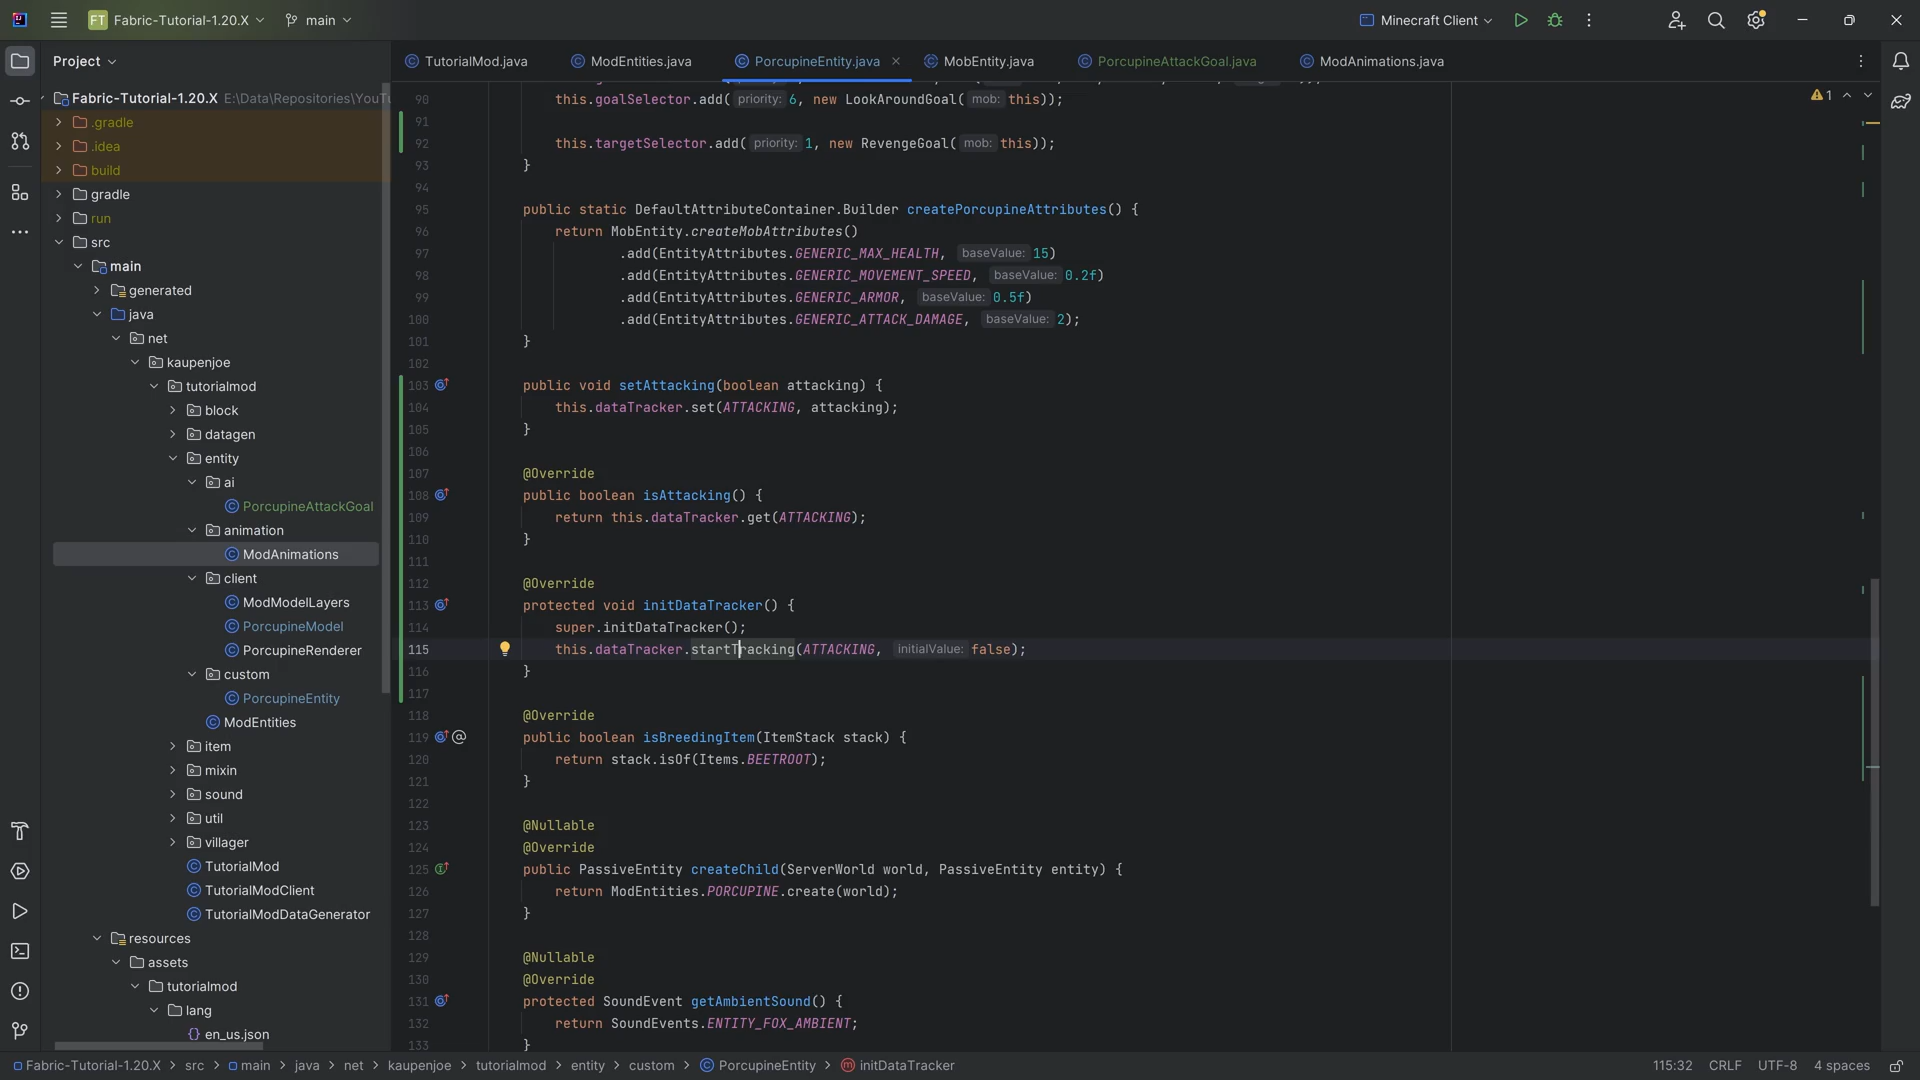 FT Fabric-Tutorial-1.20.X main Minecraft Client
Project
TutorialMod.java ModEntities.java PorcupineEntity.java MobEntity.java PorcupineAttackGoal.java ModAnimations.java
Fabric-Tutorial-1.20.X E:\Data\Repositories\YouTu
.gradle
.idea
build
gradle
run
src
main
generated
java
net
kaupenjoe
tutorialmod
block
datagen
entity
ai
PorcupineAttackGoal
animation
ModAnimations
client
ModModelLayers
PorcupineModel
PorcupineRenderer
custom
PorcupineEntity
ModEntities
item
mixin
sound
util
villager
TutorialMod
TutorialModClient
TutorialModDataGenerator
resources
assets
tutorialmod
lang
en_us.json
1
90 this.goalSelector.add( priority: 6, new LookAroundGoal( mob: this));
91
92 this.targetSelector.add( priority: 1, new RevengeGoal( mob: this));
93 }
94
95 public static DefaultAttributeContainer.Builder createPorcupineAttributes() {
96 return MobEntity.createMobAttributes()
97 .add(EntityAttributes.GENERIC_MAX_HEALTH, baseValue: 15)
98 .add(EntityAttributes.GENERIC_MOVEMENT_SPEED, baseValue: 0.2f)
99 .add(EntityAttributes.GENERIC_ARMOR, baseValue: 0.5f)
100 .add(EntityAttributes.GENERIC_ATTACK_DAMAGE, baseValue: 2);
101 }
102
103 public void setAttacking(boolean attacking) {
104 this.dataTracker.set(ATTACKING, attacking);
105 }
106
107 @Override
108 public boolean isAttacking() {
109 return this.dataTracker.get(ATTACKING);
110 }
111
112 @Override
113 protected void initDataTracker() {
114 super.initDataTracker();
115 this.dataTracker.startTracking(ATTACKING, initialValue: false);
116 }
117
118 @Override
119 public boolean isBreedingItem(ItemStack stack) {
120 return stack.isOf(Items.BEETROOT);
121 }
122
123 @Nullable
124 @Override
125 public PassiveEntity createChild(ServerWorld world, PassiveEntity entity) {
126 return ModEntities.PORCUPINE.create(world);
127 }
128
129 @Nullable
130 @Override
131 protected SoundEvent getAmbientSound() {
132 return SoundEvents.ENTITY_FOX_AMBIENT;
133 }
Fabric-Tutorial-1.20.X > src > main > java > net > kaupenjoe > tutorialmod > entity > custom > PorcupineEntity > initDataTracker 115:32 CRLF UTF-8 4 spaces